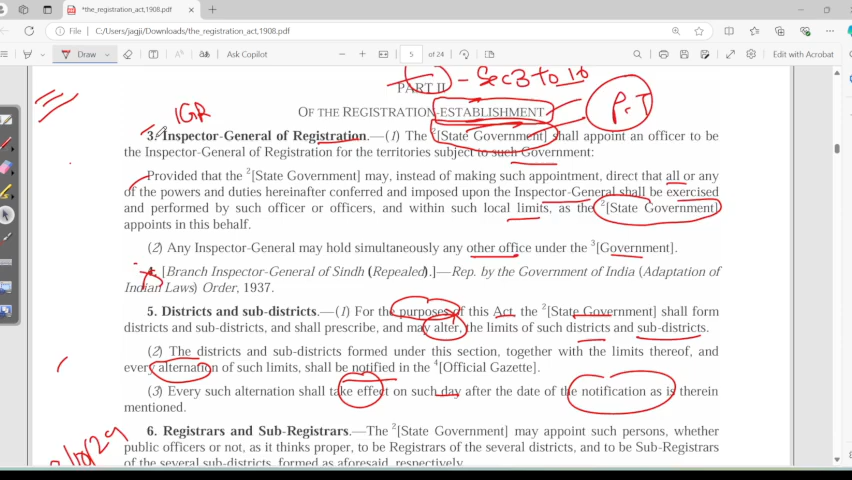 *the_registration_act,1908.pdf
File C:/Users/jagji/Downloads/the_registration_act,1908.pdf
Draw Ask Copilot 5 of 24 Edit with Acrobat
PART II - Sec 3 To 16
OF THE REGISTRATION-ESTABLISHMENT
IGR
3. Inspector-General of Registration.—(1) The 2[State Government] shall appoint an officer to be
the Inspector-General of Registration for the territories subject to such Government:
Provided that the 2[State Government] may, instead of making such appointment, direct that all or any
of the powers and duties hereinafter conferred and imposed upon the Inspector-General shall be exercised
and performed by such officer or officers, and within such local limits, as the 2[State Government]
appoints in this behalf.
(2) Any Inspector-General may hold simultaneously any other office under the 3[Government].
[Branch Inspector-General of Sindh (Repealed).]—Rep. by the Government of India (Adaptation of
Indian Laws) Order, 1937.
5. Districts and sub-districts.—(1) For the purposes of this Act, the 2[State Government] shall form
districts and sub-districts, and shall prescribe, and may alter, the limits of such districts and sub-districts.
(2) The districts and sub-districts formed under this section, together with the limits thereof, and
every alternation of such limits, shall be notified in the 4[Official Gazette].
(3) Every such alternation shall take effect on such day after the date of the notification as is therein
mentioned.
6. Registrars and Sub-Registrars.—The 2[State Government] may appoint such persons, whether
public officers or not, as it thinks proper, to be Registrars of the several districts, and to be Sub-Registrars
of the several sub-districts, formed as aforesaid, respectively.